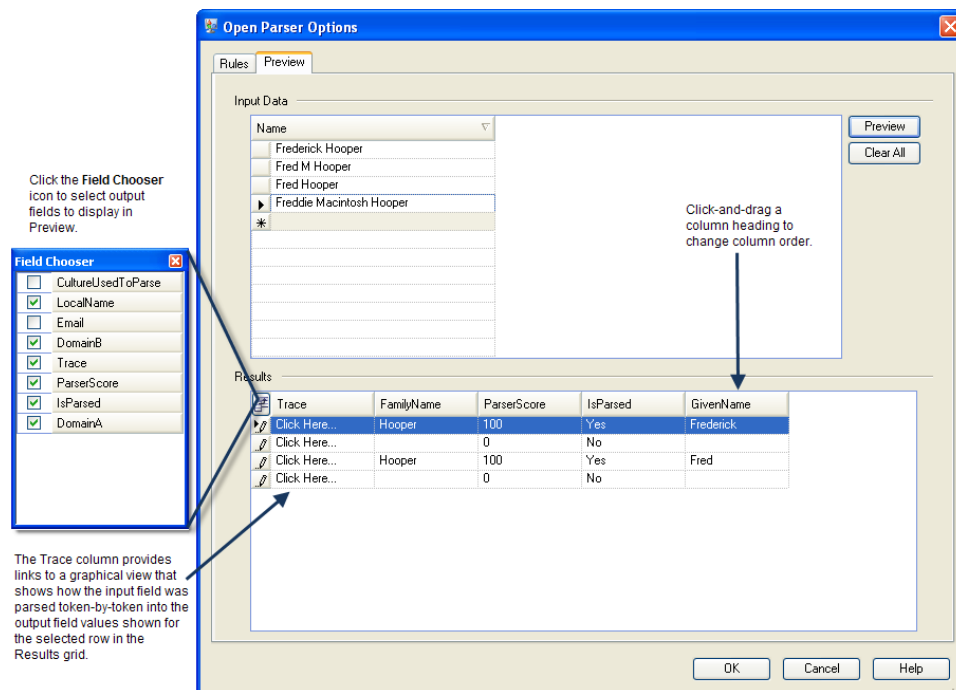 Open Parser Options
Rules
Preview
Input Data
Name
Frederick Hooper
Fred M Hooper
Fred Hooper
Freddie Macintosh Hooper
Preview
Clear All
Click the Field Chooser
icon to select output
fields to display in
Preview.
Click-and-drag a
column heading to
change column order.
Field Chooser
CultureUsedToParse
LocalName
Email
DomainB
Trace
ParserScore
IsParsed
DomainA
Results
Trace FamilyName ParserScore IsParsed GivenName
Click Here... Hooper 100 Yes Frederick
Click Here... 0 No
Click Here... Hooper 100 Yes Fred
Click Here... 0 No
The Trace column provides
links to a graphical view that
shows how the input field was
parsed token-by-token into the
output field values shown for
the selected row in the
Results grid.
OK
Cancel
Help